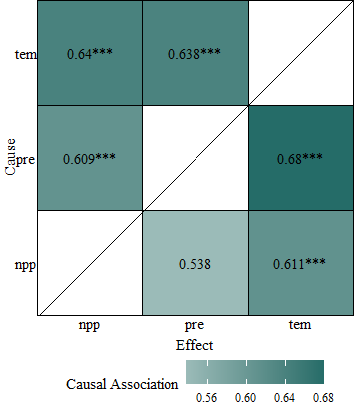 tem 0.64*** 0.638***
Cause
pre 0.609*** 0.68***
npp 0.538 0.611***
npp pre tem
Effect
Causal Association
0.56 0.60 0.64 0.68